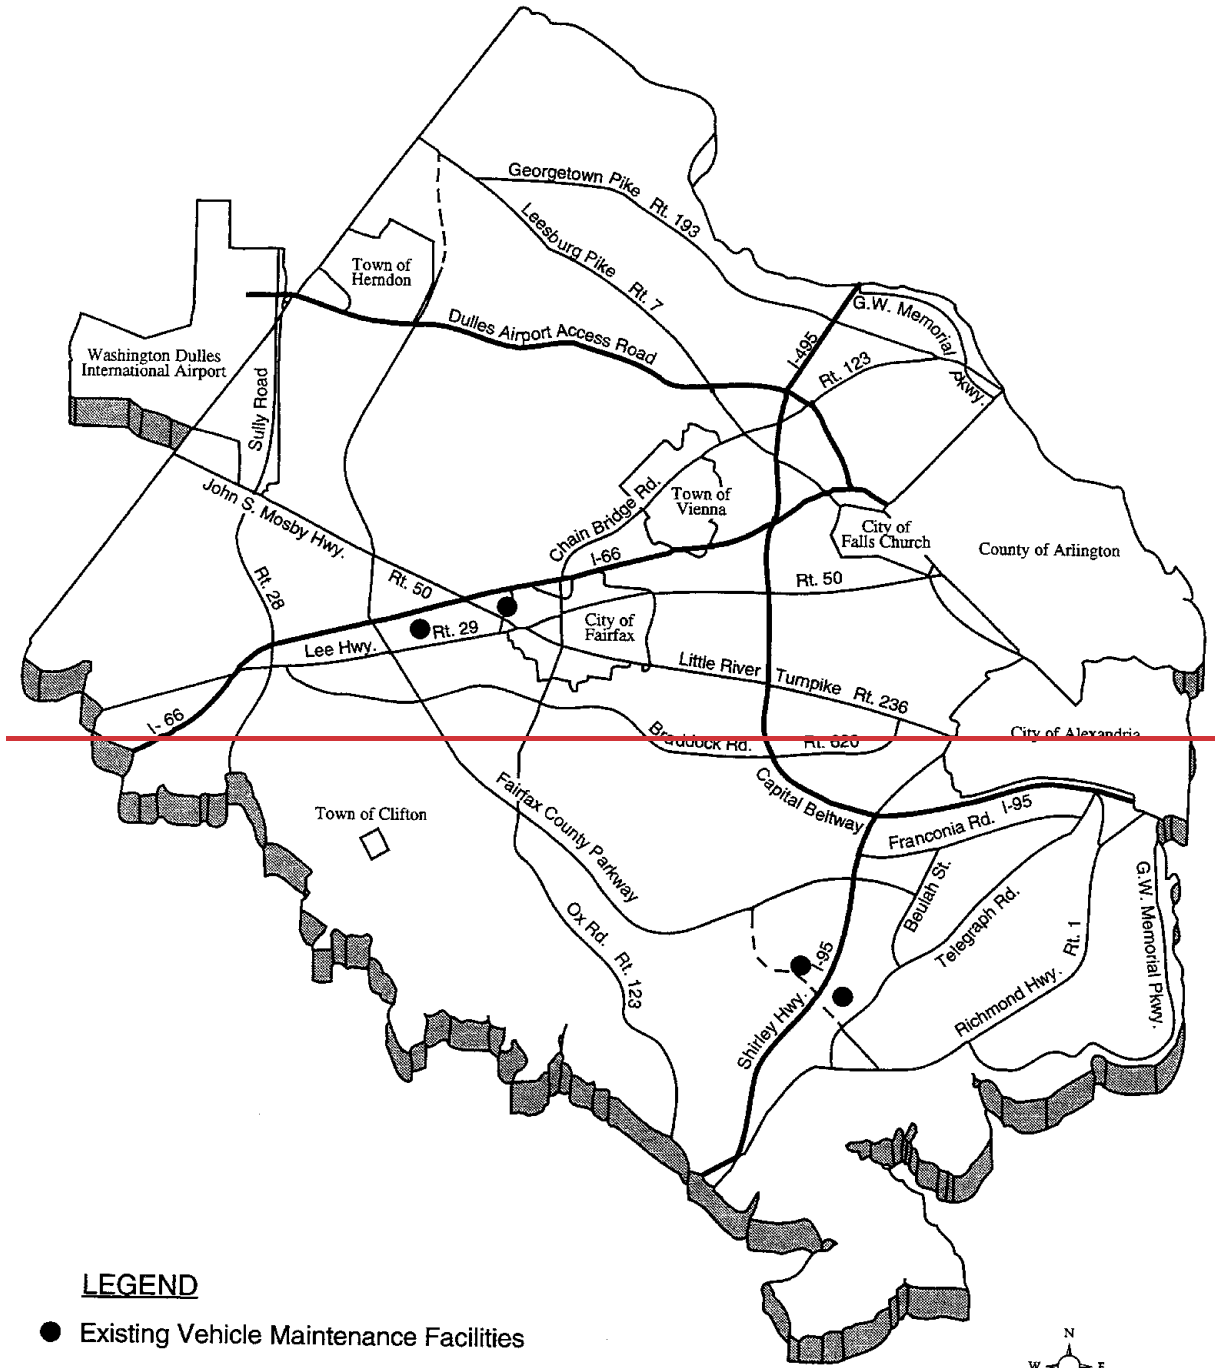 Georgetown Pike Rt. 193
Leesburg Pike Rt. 7
Town of
Herndon
G.W. Memorial Pkwy.
Dulles Airport Access Road
I-495
Washington Dulles
International Airport
Rt. 123
Sully Road
John S. Mosby Hwy.
Chain Bridge Rd.
Town of
Vienna
City of
Falls Church
County of Arlington
I-66
Rt. 50
Rt. 50
Rt. 28
City of
Fairfax
Rt. 29
Lee Hwy.
Little River Turnpike Rt. 236
I- 66
Braddock Rd. Rt. 620
City of Alexandria
Capital Beltway
Fairfax County Parkway
Town of Clifton
I-95
Franconia Rd.
Beulah St.
Telegraph Rd.
G.W. Memorial Pkwy.
Ox Rd. Rt. 123
Rt. 1
I-95
Richmond Hwy.
Shirley Hwy.
LEGEND
Existing Vehicle Maintenance Facilities
N
W E